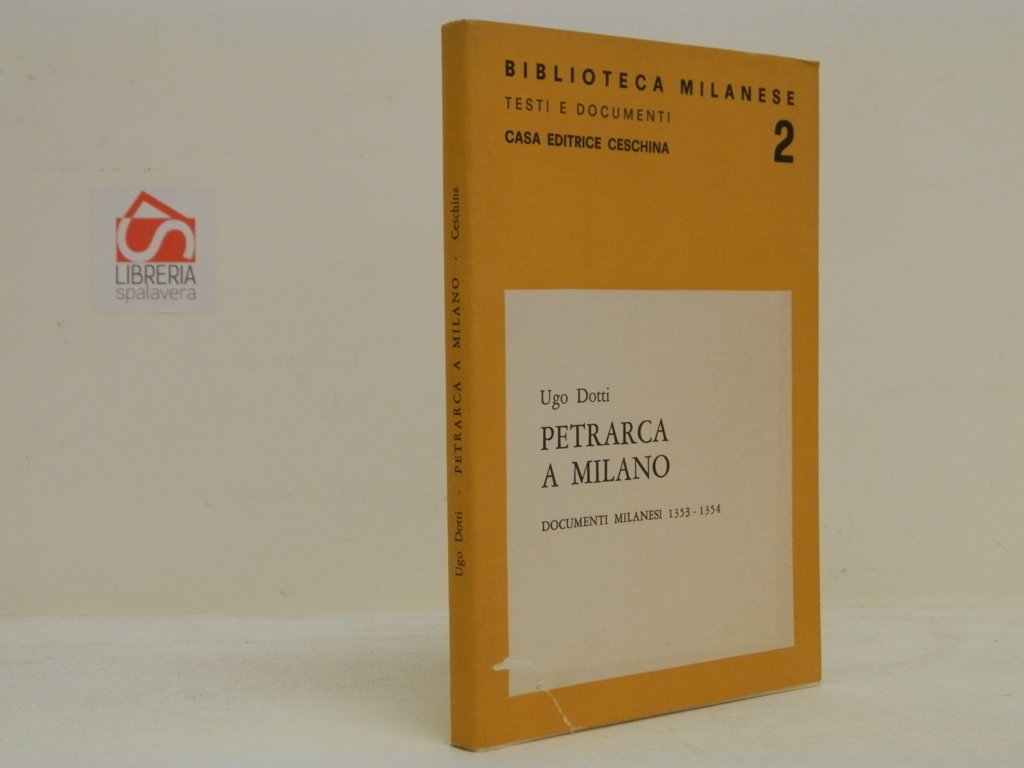 BIBLIOTECA MILANESE
TESTI E DOCUMENTI
CASA EDITRICE CESCHINA
2
Ugo Dotti
PETRARCA
A MILANO
DOCUMENTI MILANESI 1353-1354
Ugo Dotti - PETRARCA A MILANO - Ceschina
LIBRERIA
spalavera